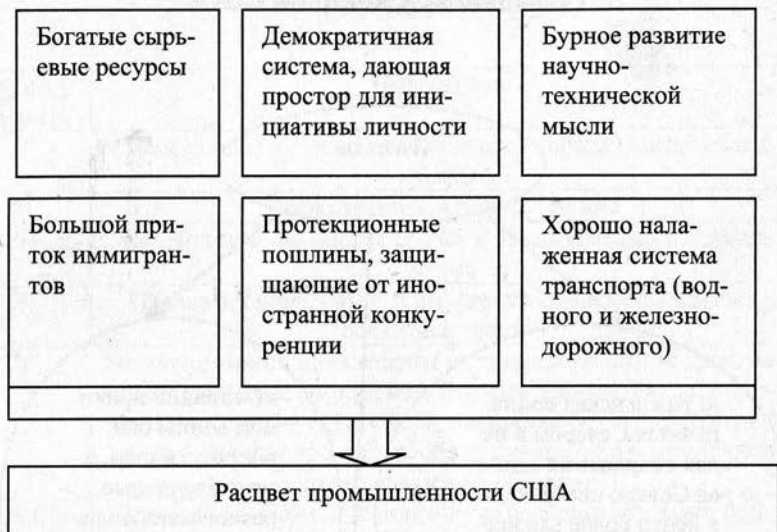 Богатые сырь-
евые ресурсы
Демократичная
система, дающая
простор для ини-
циативы личности
Бурное развитие
научно-
технической
мысли
Большой при-
ток иммигран-
тов
Протекционные
пошлины, защи-
щающие от ино-
странной конку-
ренции
Хорошо нала-
женная система
транспорта (вод-
ного и железно-
дорожного)
Расцвет промышленности США